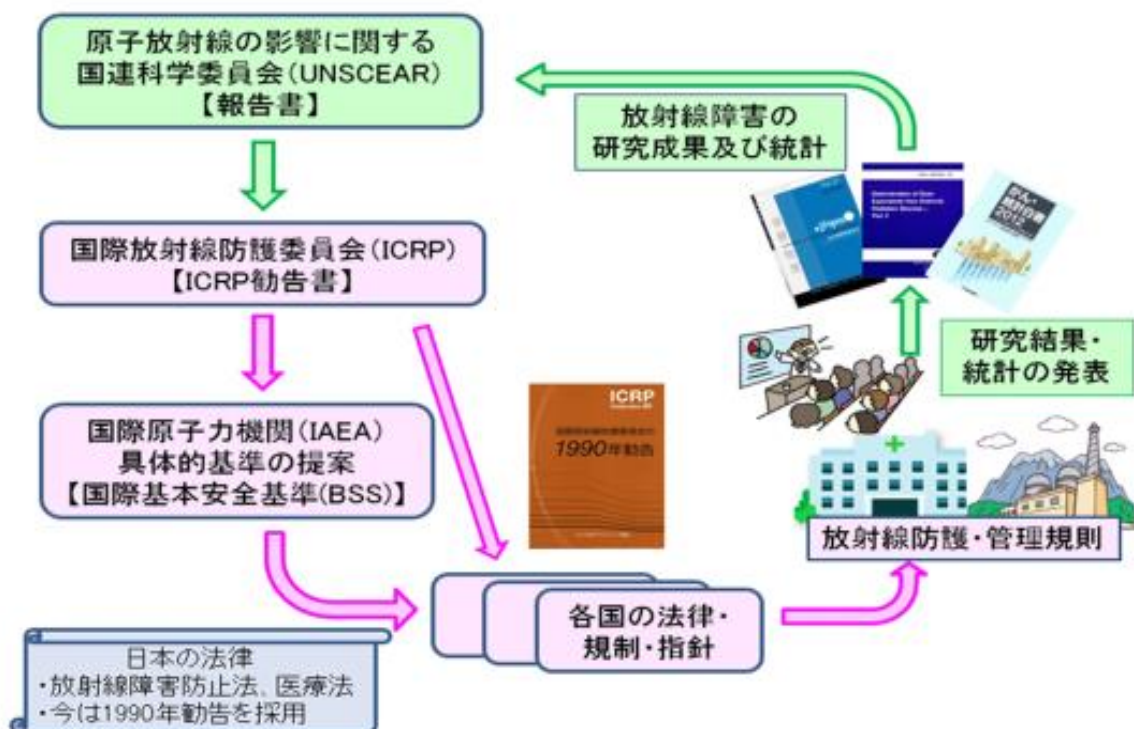 原子放射線の影響に関する
国連科学委員会(UNSCEAR)
【報告書】
放射線障害の
研究成果及び統計
がん・
統計白書
2012
国際放射線防護委員会(ICRP)
【ICRP勧告書】
研究結果・
統計の発表
国際原子力機関(IAEA)
具体的基準の提案
【国際基本安全基準(BSS)】
ICRP
1990年勧告
放射線防護・管理規則
各国の法律・
規制・指針
日本の法律
・放射線障害防止法、医療法
・今は1990年勧告を採用